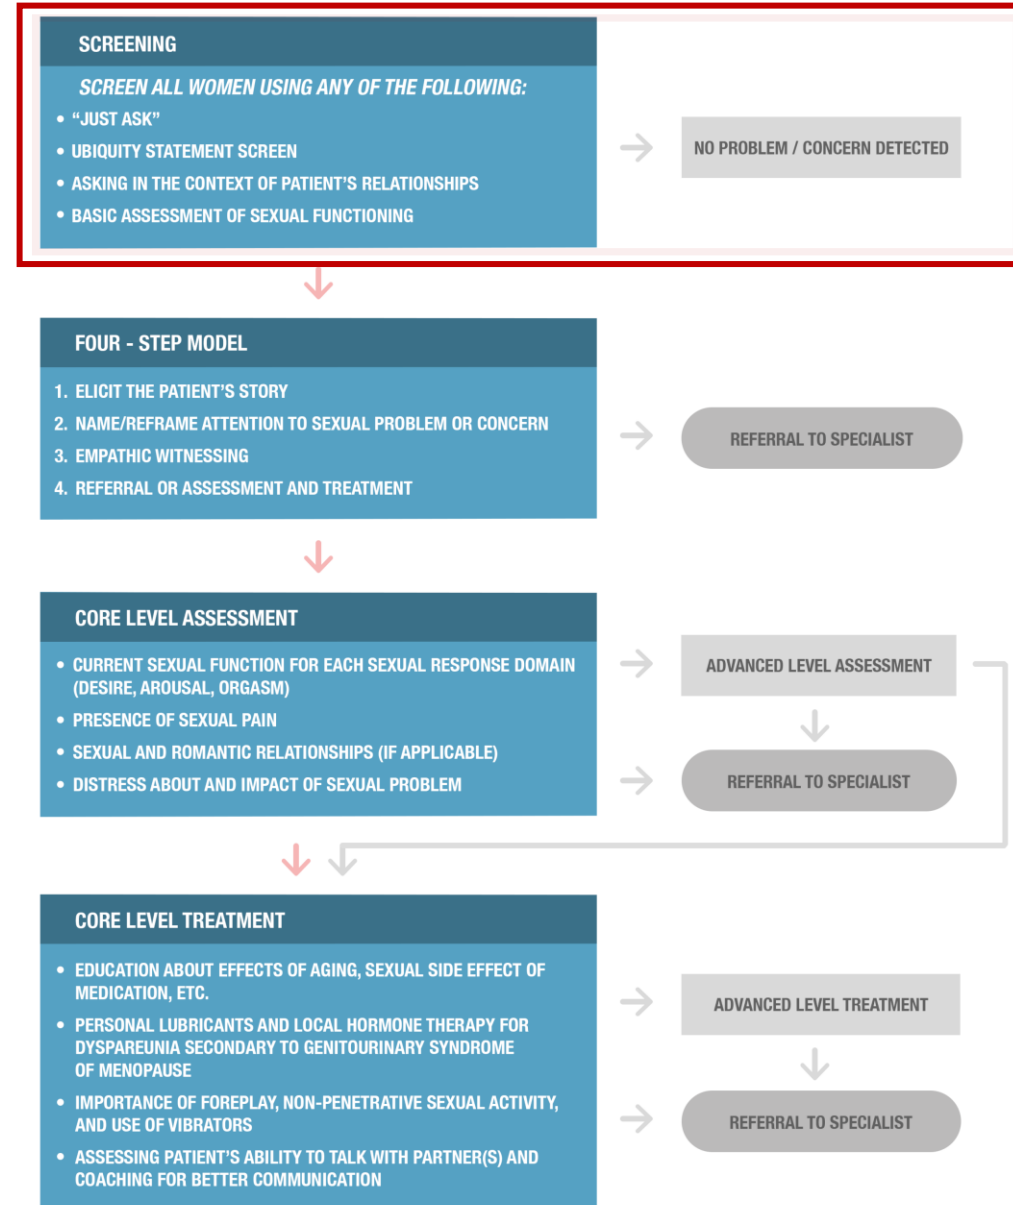 SCREENING
SCREEN ALL WOMEN USING ANY OF THE FOLLOWING:
• “JUST ASK”
• UBIQUITY STATEMENT SCREEN
• ASKING IN THE CONTEXT OF PATIENT’S RELATIONSHIPS
• BASIC ASSESSMENT OF SEXUAL FUNCTIONING
NO PROBLEM / CONCERN DETECTED
FOUR - STEP MODEL
1. ELICIT THE PATIENT’S STORY
2. NAME/REFRAME ATTENTION TO SEXUAL PROBLEM OR CONCERN
3. EMPATHIC WITNESSING
4. REFERRAL OR ASSESSMENT AND TREATMENT
REFERRAL TO SPECIALIST
CORE LEVEL ASSESSMENT
• CURRENT SEXUAL FUNCTION FOR EACH SEXUAL RESPONSE DOMAIN
(DESIRE, AROUSAL, ORGASM)
• PRESENCE OF SEXUAL PAIN
• SEXUAL AND ROMANTIC RELATIONSHIPS (IF APPLICABLE)
• DISTRESS ABOUT AND IMPACT OF SEXUAL PROBLEM
ADVANCED LEVEL ASSESSMENT
REFERRAL TO SPECIALIST
CORE LEVEL TREATMENT
• EDUCATION ABOUT EFFECTS OF AGING, SEXUAL SIDE EFFECT OF
MEDICATION, ETC.
• PERSONAL LUBRICANTS AND LOCAL HORMONE THERAPY FOR
DYSPAREUNIA SECONDARY TO GENITOURINARY SYNDROME
OF MENOPAUSE
• IMPORTANCE OF FOREPLAY, NON-PENETRATIVE SEXUAL ACTIVITY,
AND USE OF VIBRATORS
• ASSESSING PATIENT’S ABILITY TO TALK WITH PARTNER(S) AND
COACHING FOR BETTER COMMUNICATION
ADVANCED LEVEL TREATMENT
REFERRAL TO SPECIALIST